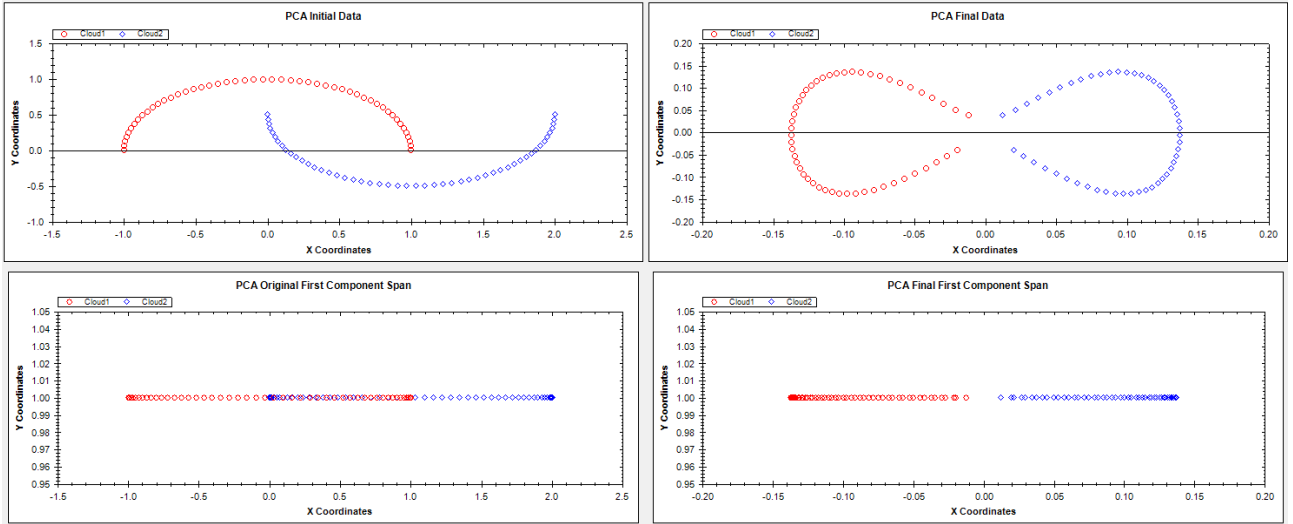 PCA Initial Data
Cloud1 Cloud2
1.5
1.0
0.5
0.0
-0.5
-1.0
Y Coordinates
-1.5 -1.0 -0.5 0.0 0.5 1.0 1.5 2.0 2.5
X Coordinates
PCA Final Data
Cloud1 Cloud2
0.20
0.15
0.10
0.05
0.00
-0.05
-0.10
-0.15
-0.20
Y Coordinates
-0.20 -0.15 -0.10 -0.05 0.00 0.05 0.10 0.15 0.20
X Coordinates
PCA Original First Component Span
Cloud1 Cloud2
1.05
1.04
1.03
1.02
1.01
1.00
0.99
0.98
0.97
0.96
0.95
Y Coordinates
-1.5 -1.0 -0.5 0.0 0.5 1.0 1.5 2.0 2.5
X Coordinates
PCA Final First Component Span
Cloud1 Cloud2
1.05
1.04
1.03
1.02
1.01
1.00
0.99
0.98
0.97
0.96
0.95
Y Coordinates
-0.20 -0.15 -0.10 -0.05 0.00 0.05 0.10 0.15 0.20
X Coordinates